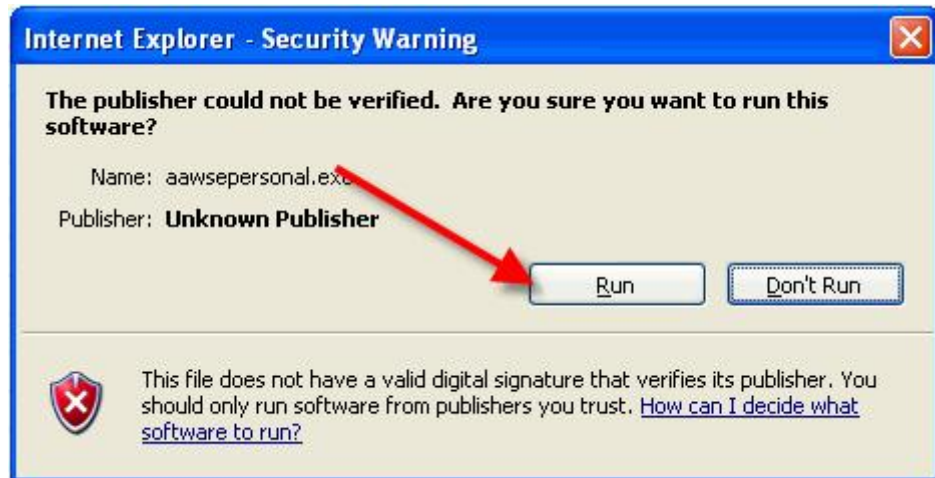 Internet Explorer - Security Warning
The publisher could not be verified. Are you sure you want to run this
software?
Name: aawsepersonal.exe
Publisher: Unknown Publisher
Run
Don't Run
This file does not have a valid digital signature that verifies its publisher. You
should only run software from publishers you trust. How can I decide what
software to run?